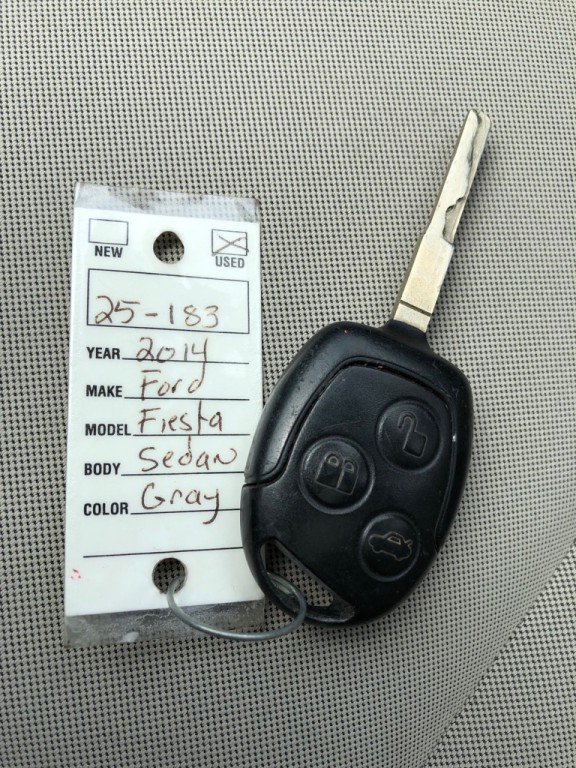 NEW
USED
25-183
YEAR 2014
MAKE Ford
MODEL Fiesta
BODY Sedan
COLOR Gray